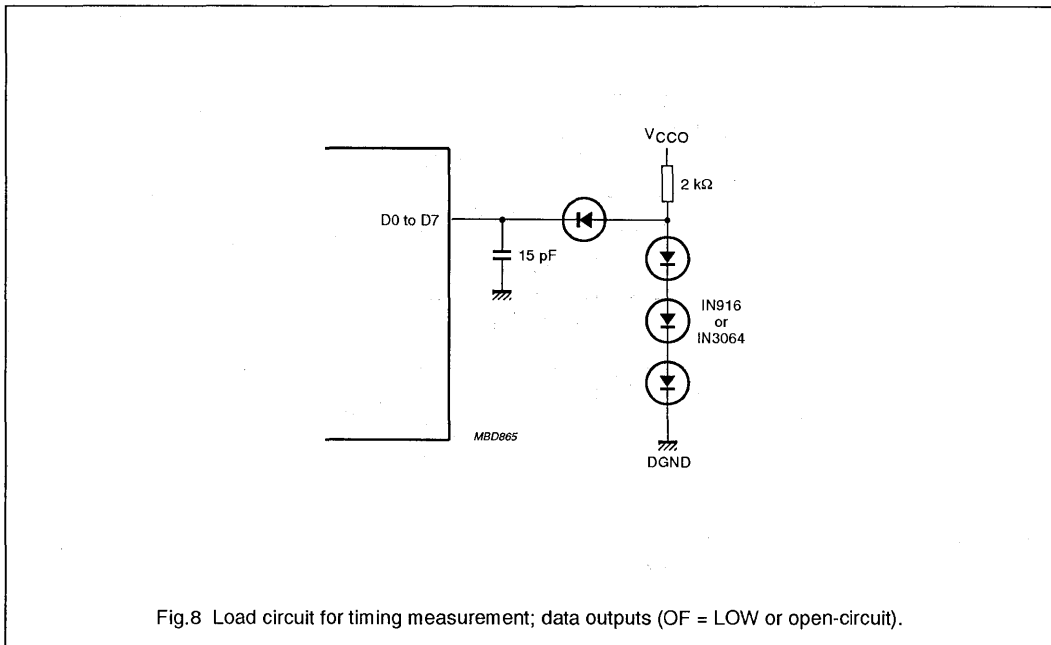 VCCO
2 kΩ
D0 to D7
15 pF
IN916
or
IN3064
MBD865
DGND
Fig.8 Load circuit for timing measurement; data outputs (OF = LOW or open-circuit).